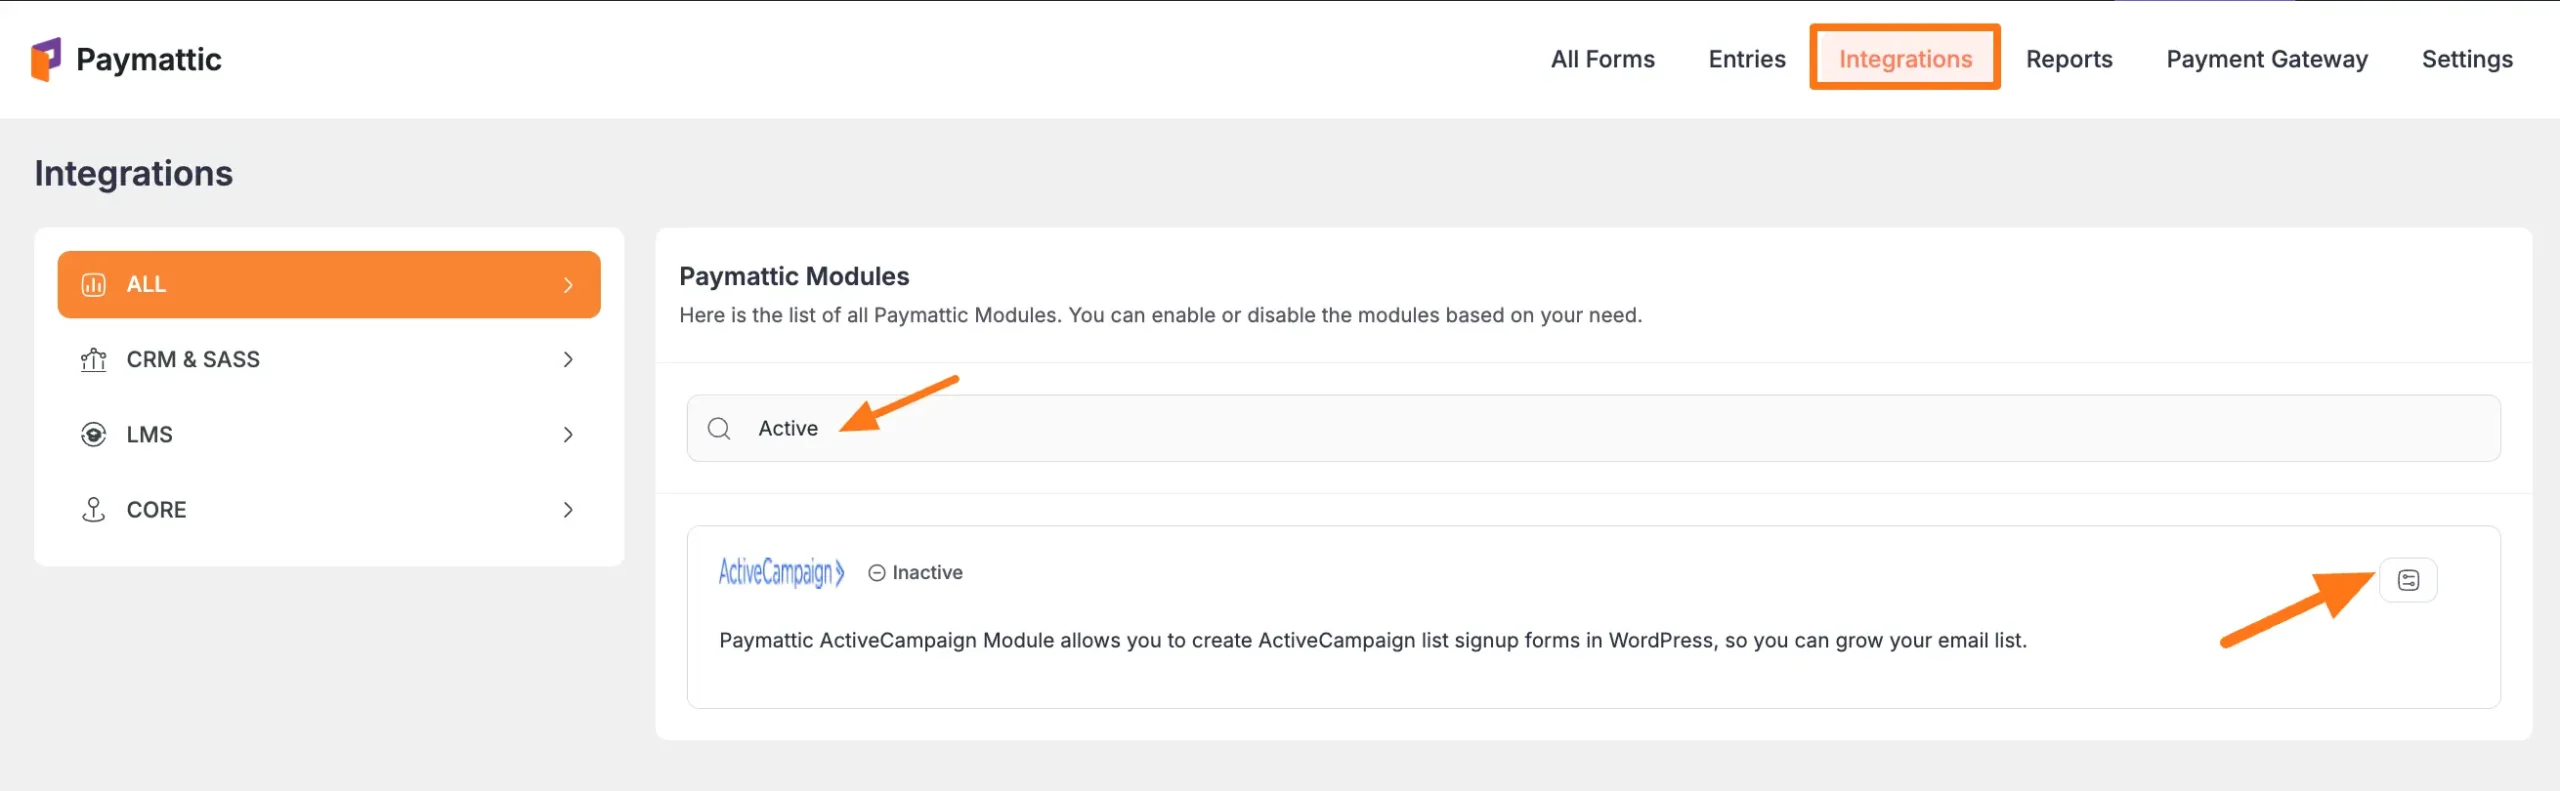 Paymattic
All Forms
Entries
Integrations
Reports
Payment Gateway
Settings
Integrations
ALL
CRM & SASS
LMS
CORE
Paymattic Modules
Here is the list of all Paymattic Modules. You can enable or disable the modules based on your need.
Active
ActiveCampaign
Inactive
Paymattic ActiveCampaign Module allows you to create ActiveCampaign list signup forms in WordPress, so you can grow your email list.